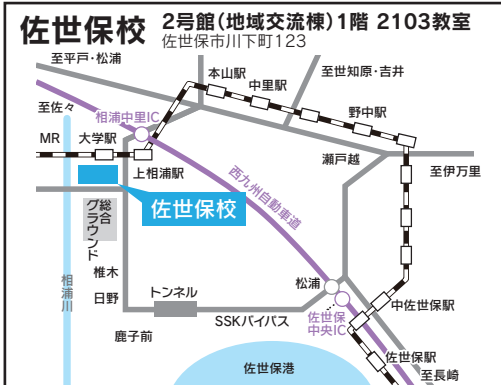 佐世保校
2号館(地域交流棟)1階 2103教室
佐世保市川下町123
至平戸・松浦
本山駅
中里駅
至世知原・吉井
至佐々
相浦中里IC
野中駅
MR
大学駅
瀬戸越
至伊万里
上相浦駅
佐世保校
西九州自動車道
総合
グラウンド
相浦川
椎木
日野
トンネル
松浦
中佐世保駅
SSKバイパス
佐世保
中央IC
鹿子前
佐世保駅
佐世保港
至長崎